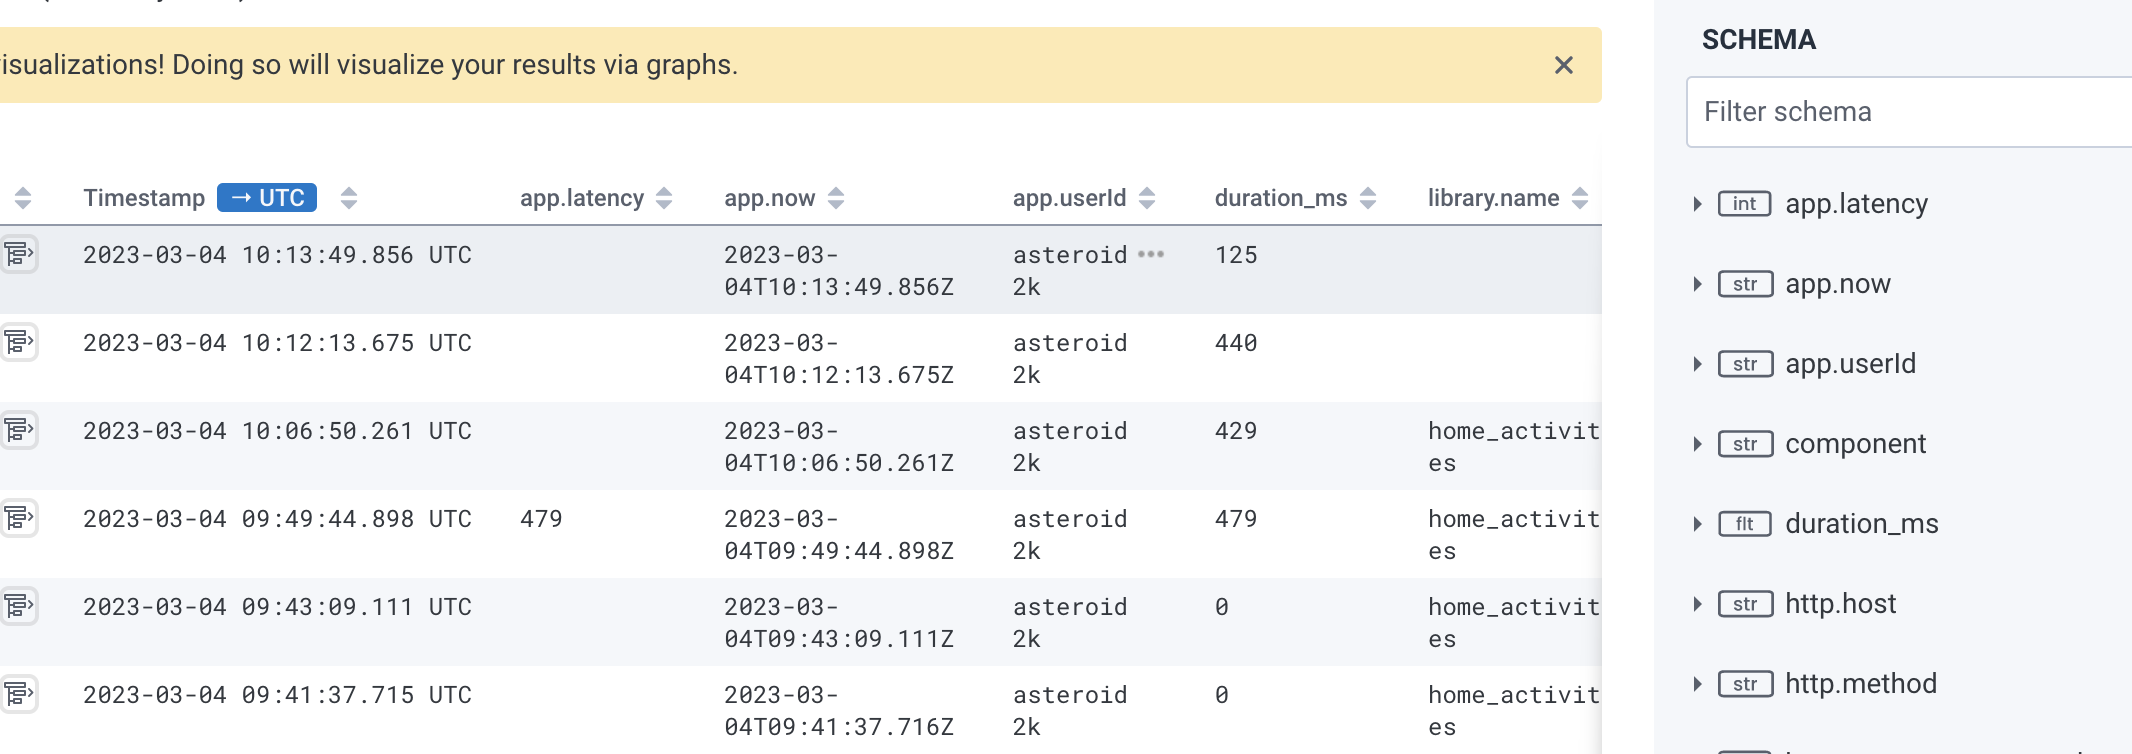 isualizations! Doing so will visualize your results via graphs.
Timestamp → UTC app.latency app.now app.userId duration_ms library.name
2023-03-04 10:13:49.856 UTC 2023-03- asteroid ••• 125
04T10:13:49.856Z 2k
2023-03-04 10:12:13.675 UTC 2023-03- asteroid 440
04T10:12:13.675Z 2k
2023-03-04 10:06:50.261 UTC 2023-03- asteroid 429 home_activit
04T10:06:50.261Z 2k es
2023-03-04 09:49:44.898 UTC 479 2023-03- asteroid 479 home_activit
04T09:49:44.898Z 2k es
2023-03-04 09:43:09.111 UTC 2023-03- asteroid 0 home_activit
04T09:43:09.111Z 2k es
2023-03-04 09:41:37.715 UTC 2023-03- asteroid 0 home_activit
04T09:41:37.716Z 2k es
SCHEMA
Filter schema
int app.latency
str app.now
str app.userId
str component
flt duration_ms
str http.host
str http.method